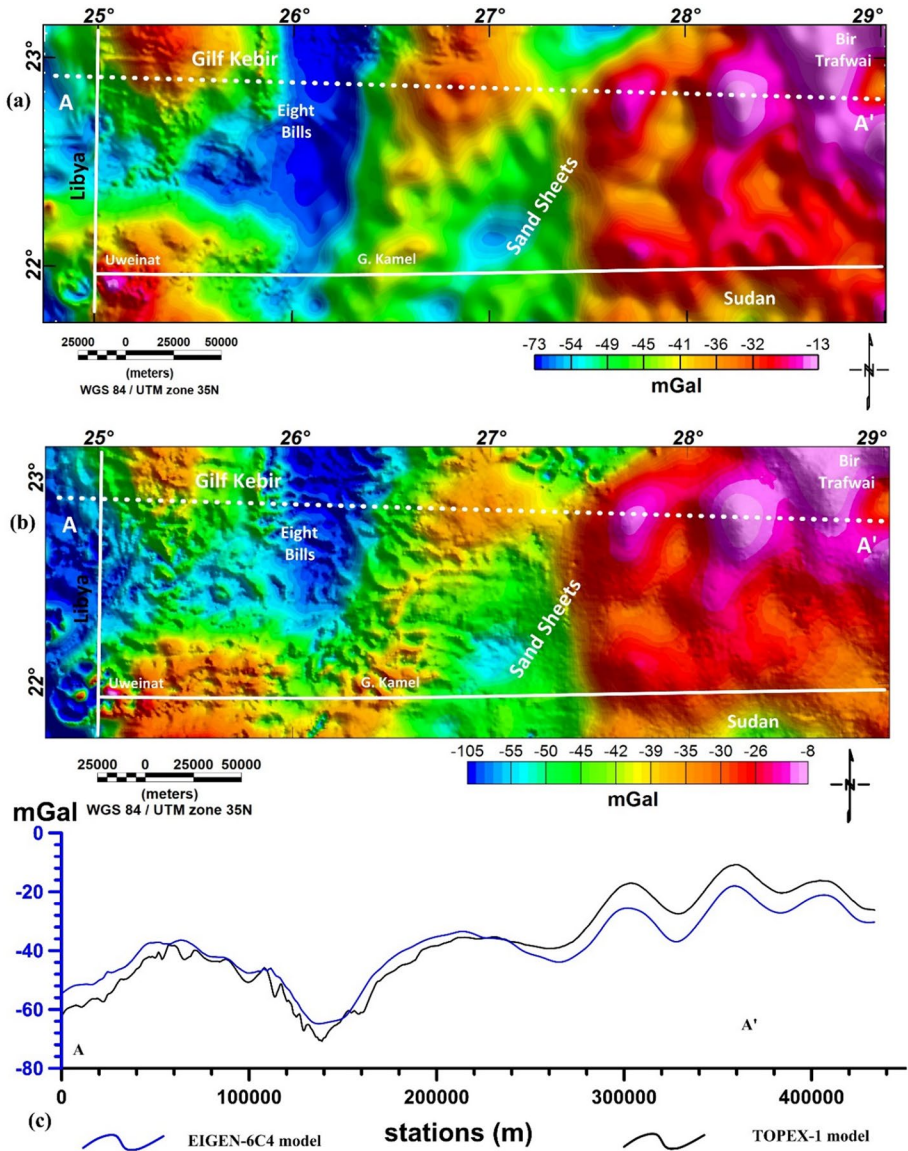 25° 26° 27° 28° 29°
(a)
23°
22°
Gilf Kebir
Bir
Trafwai
A
A'
Eight
Bills
Libya
Sand Sheets
Uweinat
G. Kamel
Sudan
25000 0 25000 50000
(meters)
WGS 84 / UTM zone 35N
-73 -54 -49 -45 -41 -36 -32 -13
mGal
N
25° 26° 27° 28° 29°
(b)
23°
22°
Gilf Kebir
Bir
Trafwai
A
A'
Eight
Bills
Libya
Sand Sheets
Uweinat
G. Kamel
Sudan
25000 0 25000 50000
(meters)
WGS 84 / UTM zone 35N
-105 -55 -50 -45 -42 -39 -35 -30 -26 -8
mGal
N
mGal
0
-20
-40
-60
-80
A
A'
0 100000 200000 300000 400000
(c)
EIGEN-6C4 model
stations (m)
TOPEX-1 model